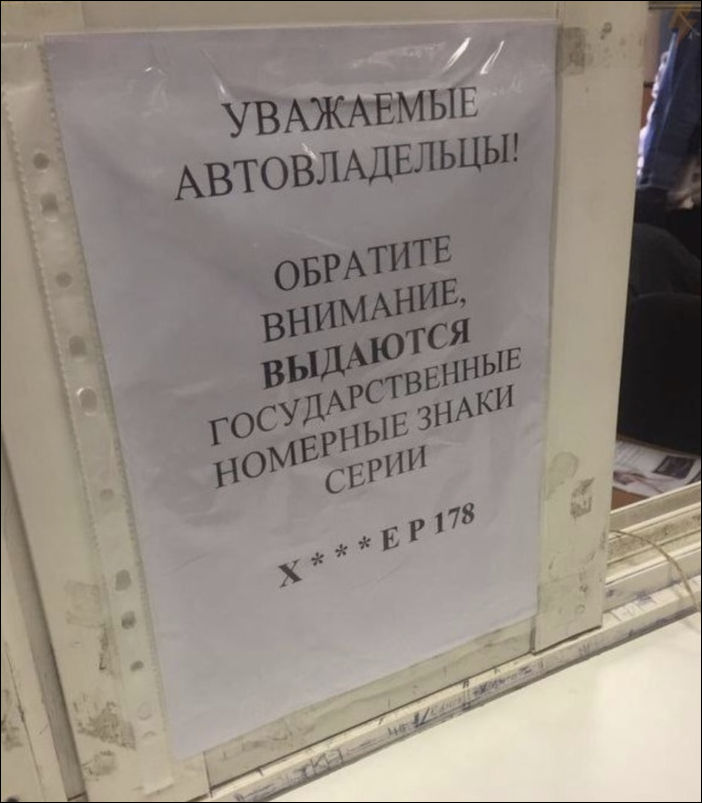 УВАЖАЕМЫЕ
АВТОВЛАДЕЛЬЦЫ!
ОБРАТИТЕ
ВНИМАНИЕ,
ВЫДАЮТСЯ
ГОСУДАРСТВЕННЫЕ
НОМЕРНЫЕ ЗНАКИ
СЕРИИ
Х * * * Е Р 178